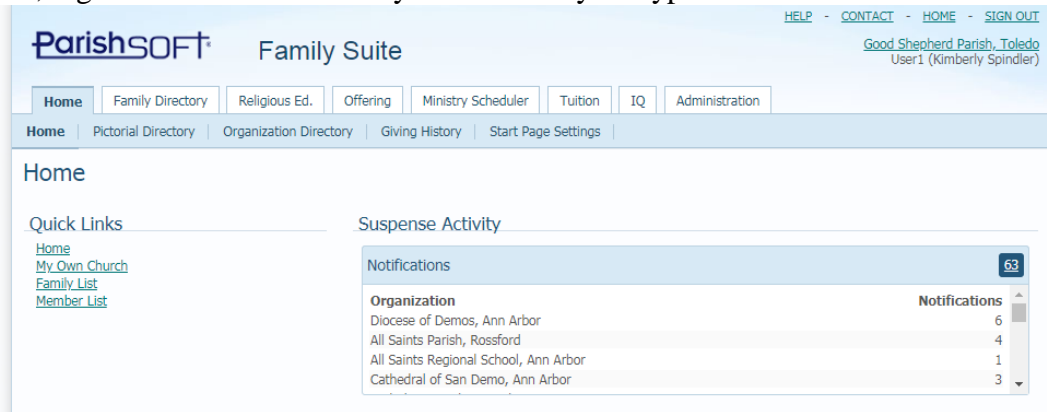 HELP - CONTACT - HOME - SIGN OUT
ParishSOFT Family Suite
Good Shepherd Parish, Toledo
User1 (Kimberly Spindler)
Home Family Directory Religious Ed. Offering Ministry Scheduler Tuition IQ Administration
Home Pictorial Directory Organization Directory Giving History Start Page Settings
Home
Quick Links
Home
My Own Church
Family List
Member List
Suspense Activity
Notifications 63
Organization Notifications
Diocese of Demos, Ann Arbor 6
All Saints Parish, Rossford 4
All Saints Regional School, Ann Arbor 1
Cathedral of San Demo, Ann Arbor 3